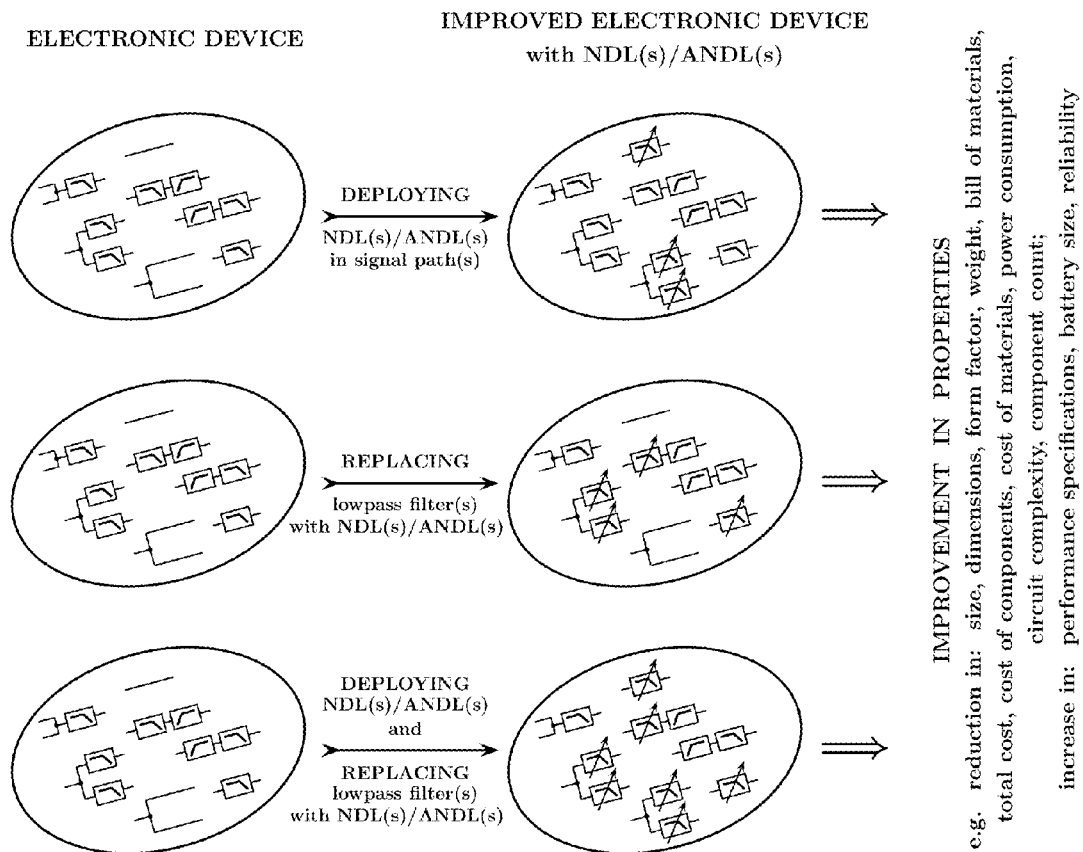 ELECTRONIC DEVICE
IMPROVED ELECTRONIC DEVICE
with NDL(s)/ANDL(s)
DEPLOYING
NDL(s)/ANDL(s)
in signal path(s)
REPLACING
lowpass filter(s)
with NDL(s)/ANDL(s)
DEPLOYING
NDL(s)/ANDL(s)
and
REPLACING
lowpass filter(s)
with NDL(s)/ANDL(s)
IMPROVEMENT IN PROPERTIES
e.g. reduction in: size, dimensions, form factor, weight, bill of materials,
total cost, cost of components, cost of materials, power consumption,
circuit complexity, component count;
increase in: performance specifications, battery size, reliability